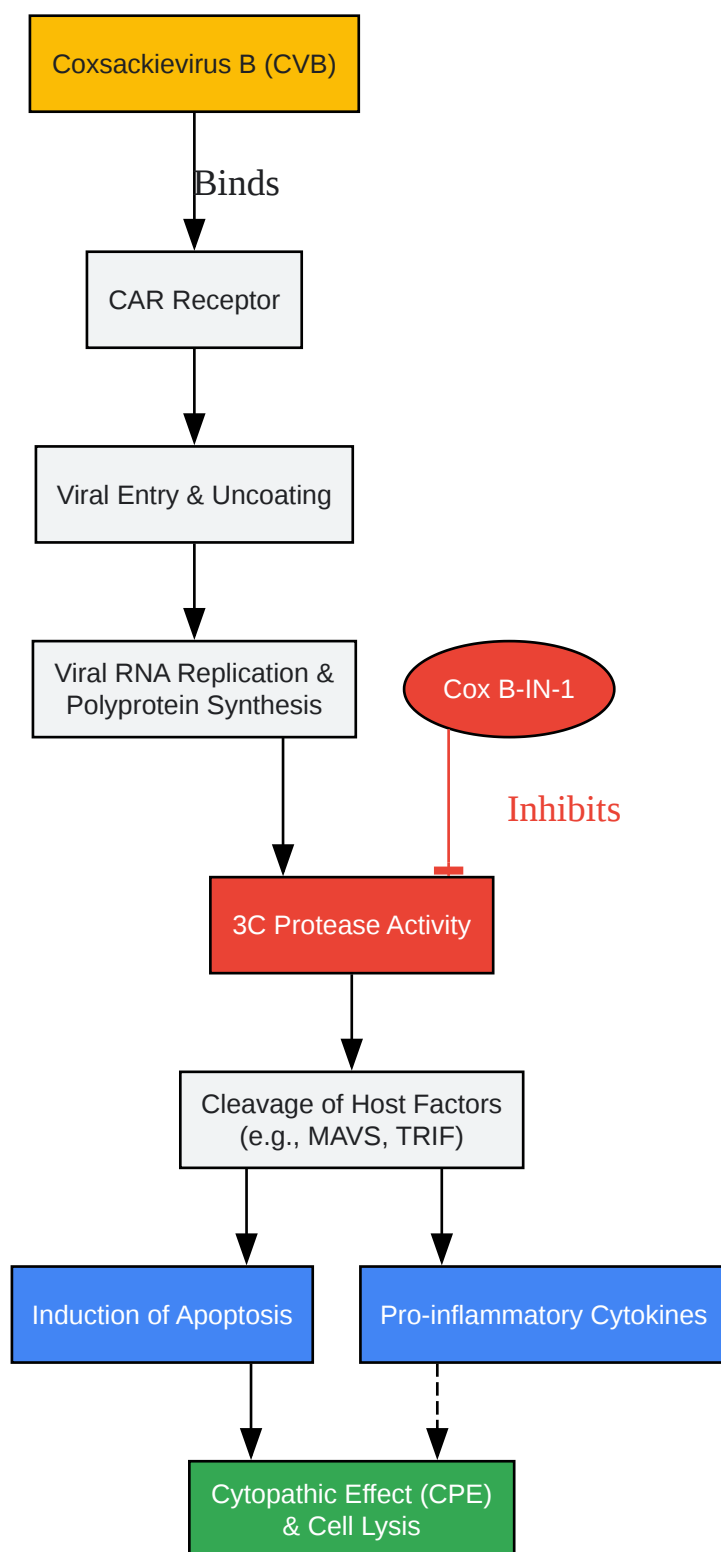 Coxsackievirus B (CVB)
Binds
CAR Receptor
Viral Entry & Uncoating
Viral RNA Replication &
Polyprotein Synthesis
Cox B-IN-1
Inhibits
3C Protease Activity
Cleavage of Host Factors
(e.g., MAVS, TRIF)
Induction of Apoptosis
Pro-inflammatory Cytokines
Cytopathic Effect (CPE)
& Cell Lysis